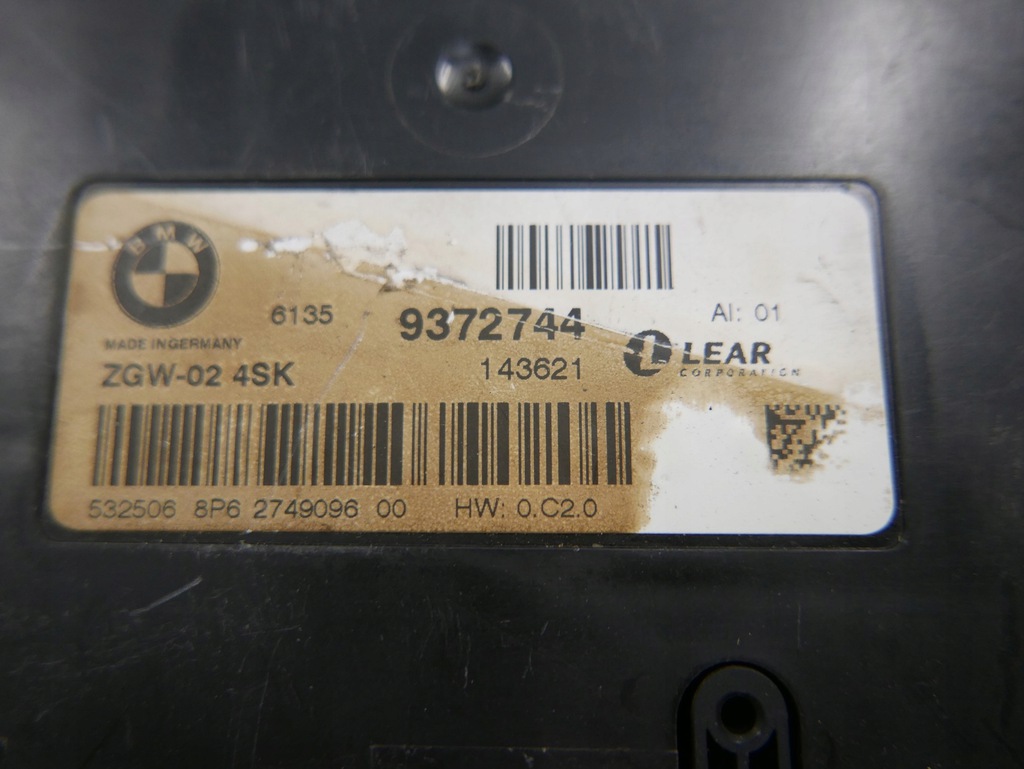 BMW
6135 9372744 AI: 01
MADE IN GERMANY
ZGW-02 4SK 143621 LEAR
CORPORATION
532506 8P6 2749096 00 HW: 0.C2.0